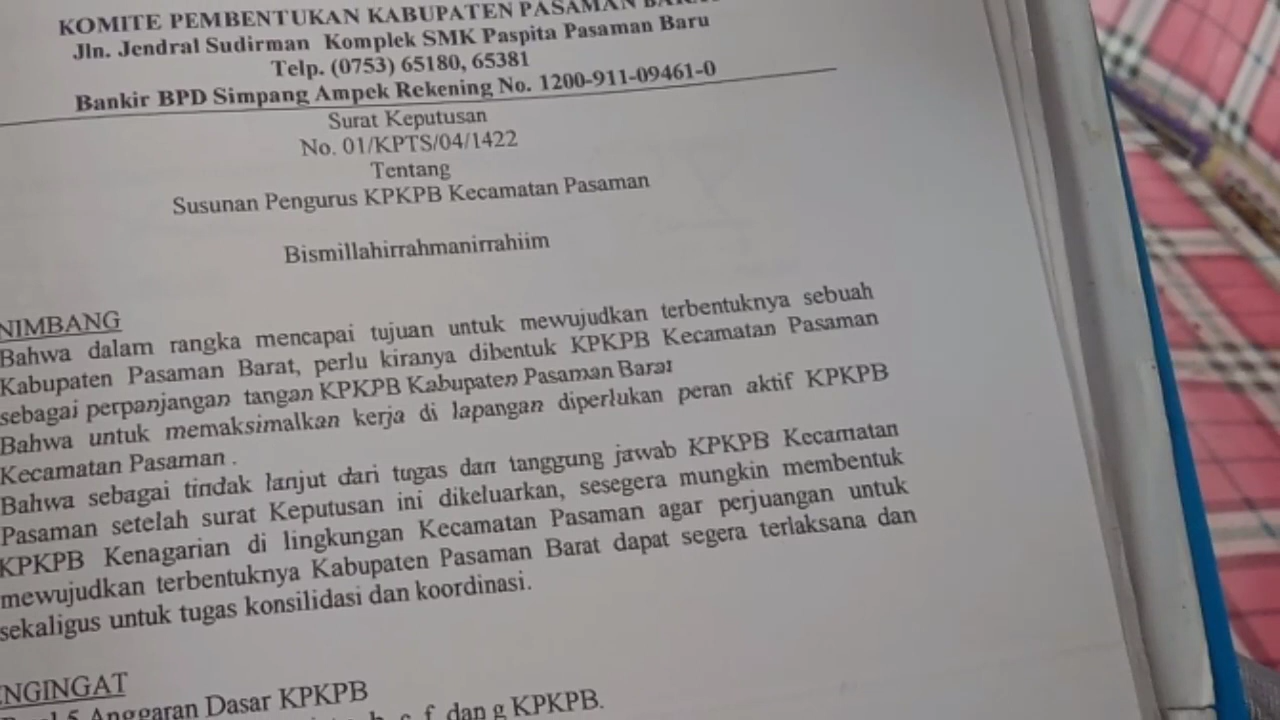 KOMITE PEMBENTUKAN KABUPATEN PASAMAN
Jln. Jendral Sudirman Komplek SMK Paspita Pasaman Baru
Telp. (0753) 65180, 65381
Bankir BPD Simpang Ampek Rekening No. 1200-911-09461-0
Surat Keputusan
No. 01/KPTS/04/1422
Tentang
Susunan Pengurus KPKPB Kecamatan Pasaman
Bismillahirrahmanirrahiim
NIMBANG
Bahwa dalam rangka mencapai tujuan untuk mewujudkan terbentuknya sebuah
Kabupaten Pasaman Barat, perlu kiranya dibentuk KPKPB Kecamatan Pasaman
sebagai perpanjangan tangan KPKPB Kabupaten Pasaman Barat
Bahwa untuk memaksimalkan kerja di lapangan diperlukan peran aktif KPKPB
Kecamatan Pasaman .
Bahwa sebagai tindak lanjut dari tugas dan tanggung jawab KPKPB Kecamatan
Pasaman setelah surat Keputusan ini dikeluarkan, sesegera mungkin membentuk
KPKPB Kenagarian di lingkungan Kecamatan Pasaman agar perjuangan untuk
mewujudkan terbentuknya Kabupaten Pasaman Barat dapat segera terlaksana dan
sekaligus untuk tugas konsilidasi dan koordinasi.
NGINGAT
5 Anggaran Dasar KPKPB
f, dan g KPKPB.